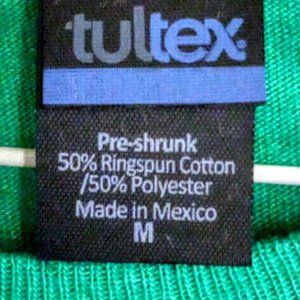 tultex
Pre-shrunk
50% Ringspun Cotton
/50% Polyester
Made in Mexico
M